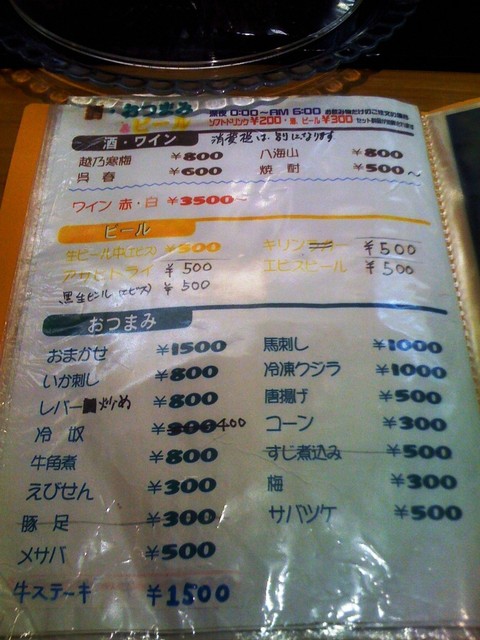 酒・おつまみ
ビール
深夜 0:00～AM 6:00
ソフトドリンク¥200・酒、ビール¥300
酒・ワイン 消費税は別になります
越乃寒梅 ¥800 八海山 ¥800
呉春 ¥600 焼酎 ¥500～
ワイン 赤・白 ¥3500～
ビール
生ビール中(エビス) ¥500 キリンラガー ¥500
アサヒドライ ¥500 エビスビール ¥500
黒生ビール(エビス) ¥500
おつまみ
おまかせ ¥1500 馬刺し ¥1000
いか刺し ¥800 冷凍クジラ ¥1000
レバー炒め ¥800 唐揚げ ¥500
冷奴 ¥300 400 コーン ¥300
牛角煮 ¥800 すじ煮込み ¥500
えびせん ¥300 梅 ¥300
豚足 ¥300 サバツケ ¥500
メサバ ¥500
牛ステーキ ¥1500